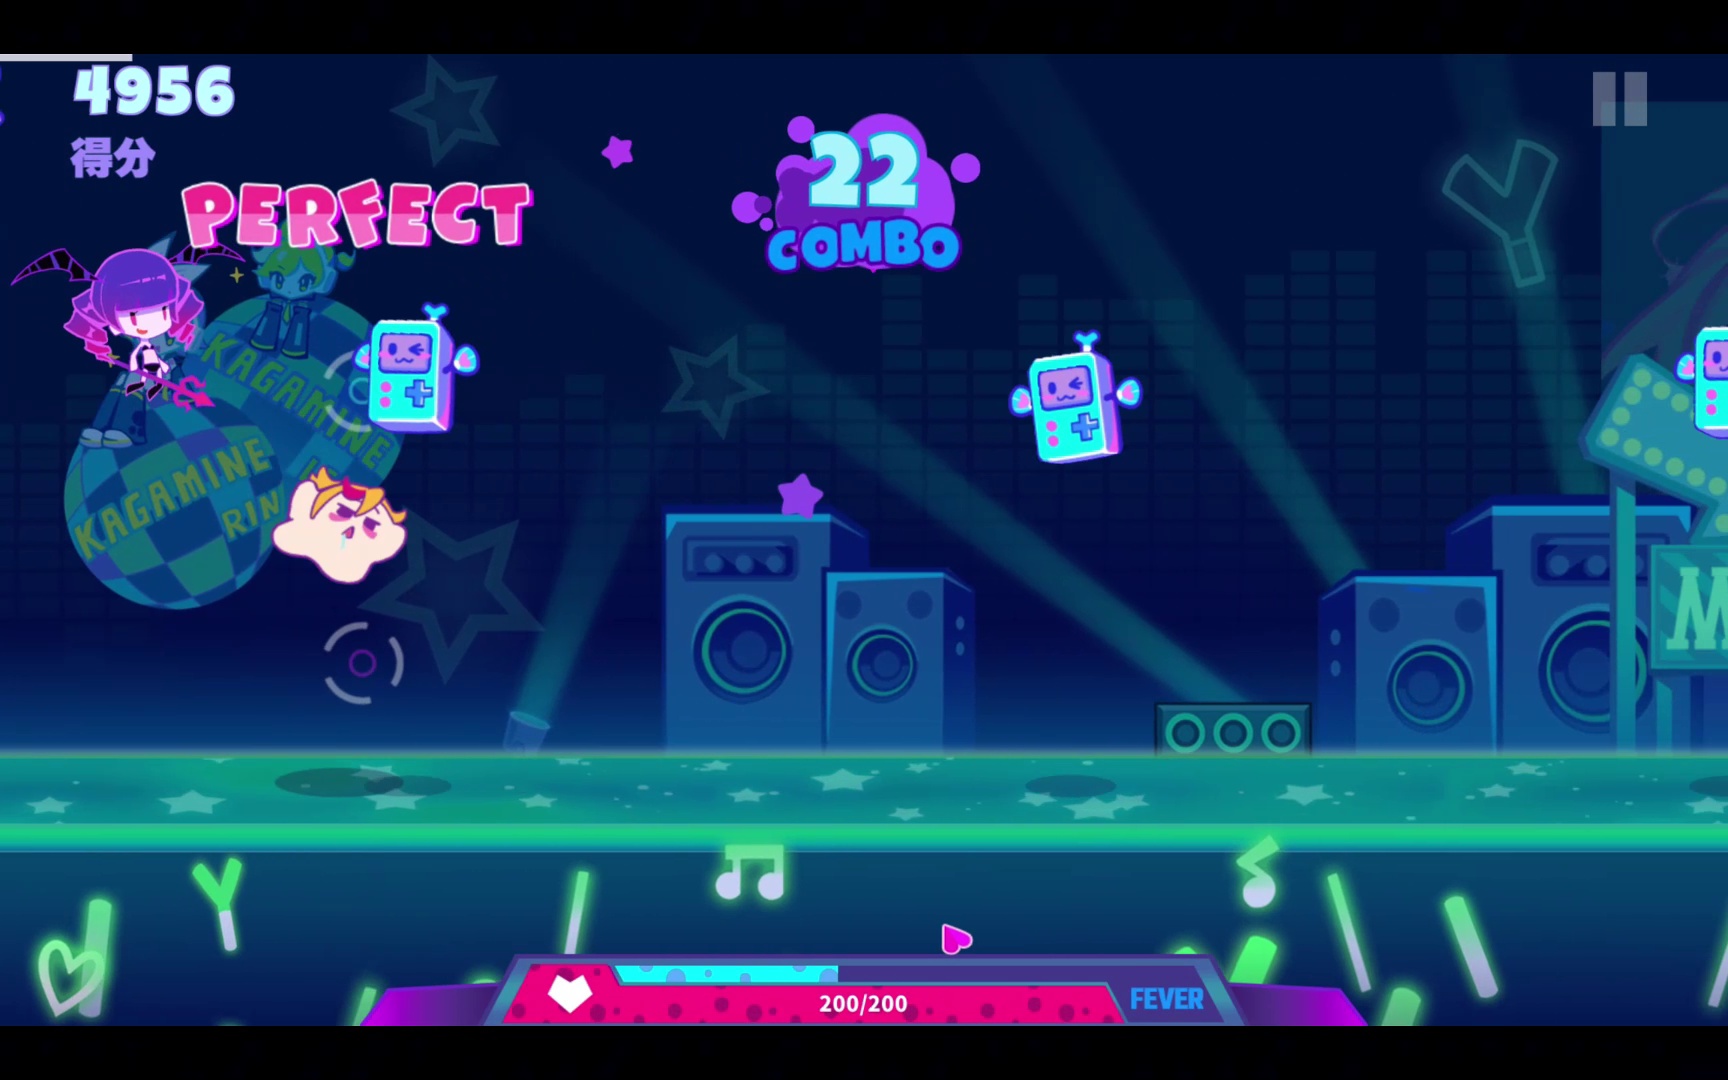 4956
得分
PERFECT
22
COMBO
KAGAMINE
KAGAMINE
RIN
M
200/200
FEVER